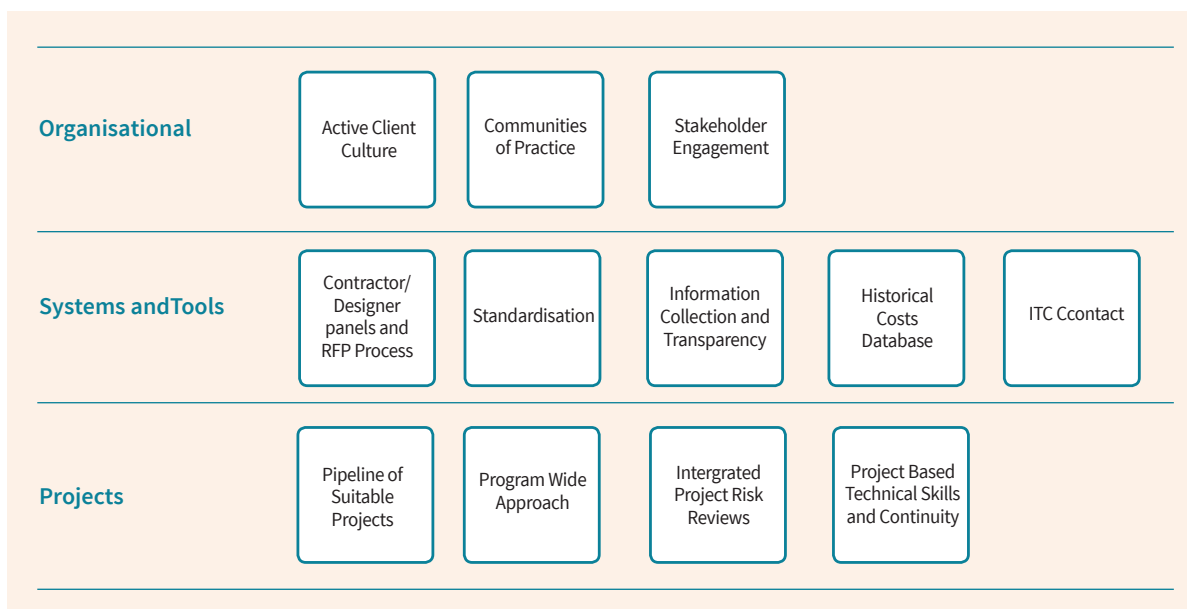 Organisational
Active Client
Culture
Communities
of Practice
Stakeholder
Engagement
Systems andTools
Contractor/
Designer
panels and
RFP Process
Standardisation
Information
Collection and
Transparency
Historical
Costs
Database
ITC Ccontact
Projects
Pipeline of
Suitable
Projects
Program Wide
Approach
Intergrated
Project Risk
Reviews
Project Based
Technical Skills
and Continuity